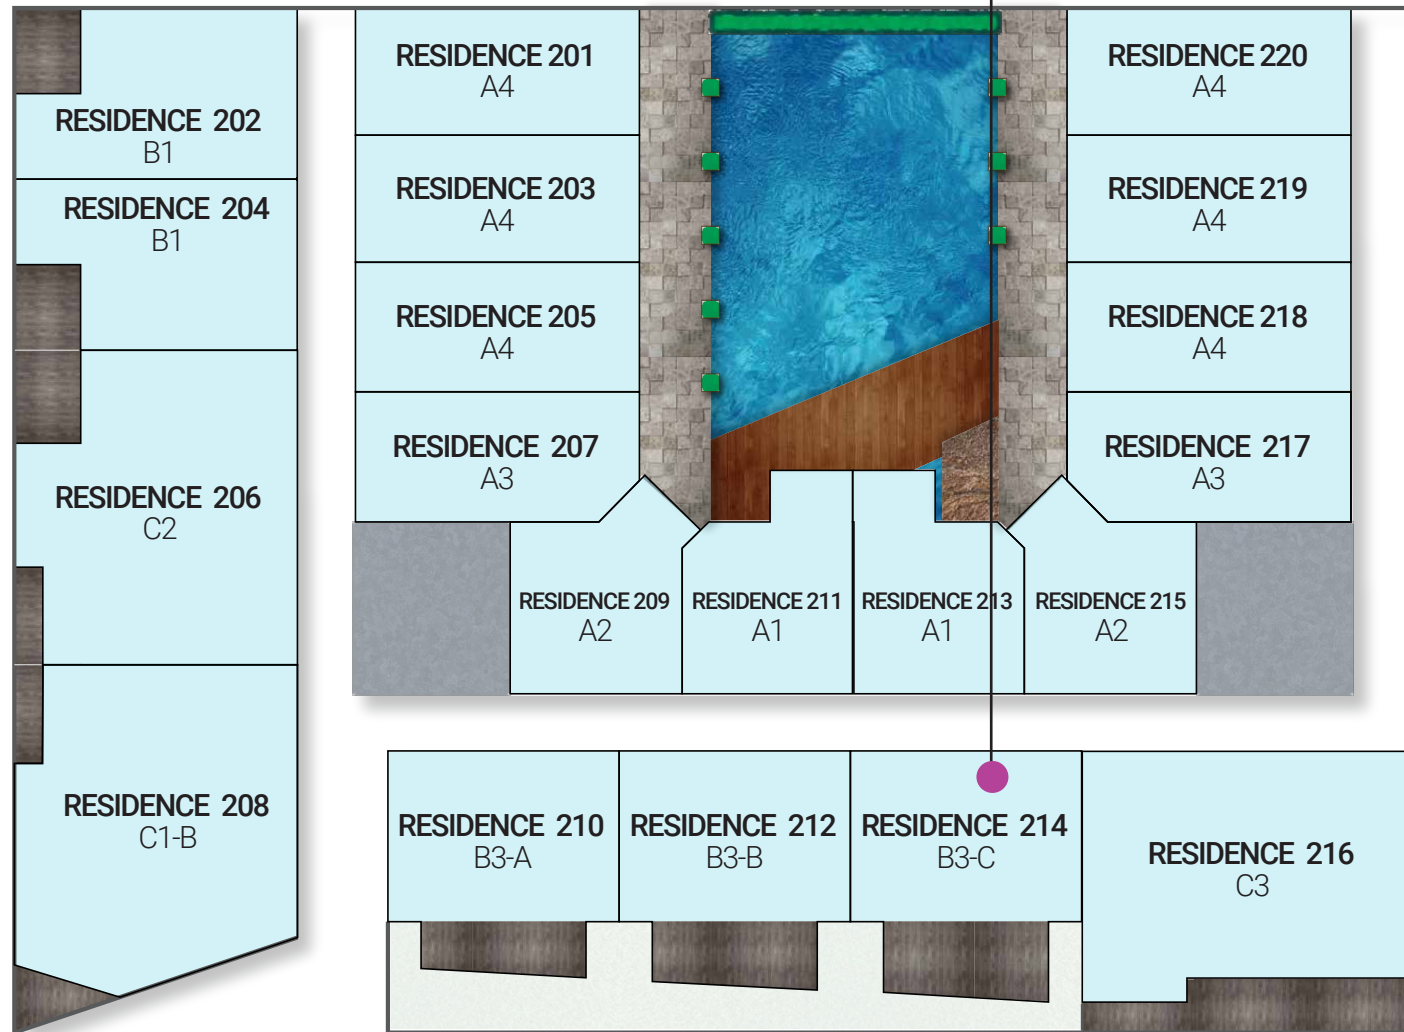 RESIDENCE 201
A4
RESIDENCE 220
A4
RESIDENCE 202
B1
RESIDENCE 203
A4
RESIDENCE 219
A4
RESIDENCE 204
B1
RESIDENCE 205
A4
RESIDENCE 218
A4
RESIDENCE 207
A3
RESIDENCE 217
A3
RESIDENCE 206
C2
RESIDENCE 209
A2
RESIDENCE 211
A1
RESIDENCE 213
A1
RESIDENCE 215
A2
RESIDENCE 208
C1-B
RESIDENCE 210
B3-A
RESIDENCE 212
B3-B
RESIDENCE 214
B3-C
RESIDENCE 216
C3